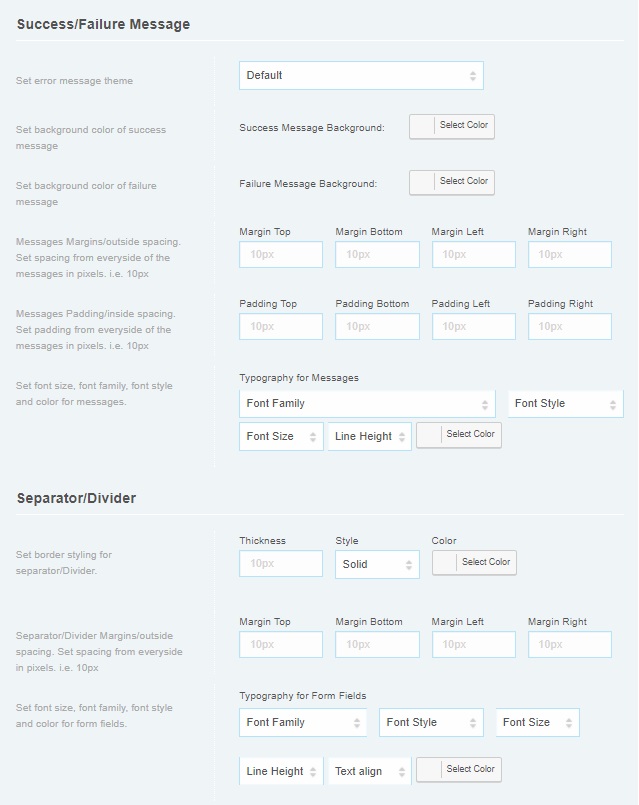 Success/Failure Message
Set error message theme
Default
Set background color of success
message
Success Message Background:
Select Color
Set background color of failure
message
Failure Message Background:
Select Color
Messages Margins/outside spacing.
Set spacing from everyside of the
messages in pixels. i.e. 10px
Margin Top
Margin Bottom
Margin Left
Margin Right
10px
10px
10px
10px
Messages Padding/inside spacing.
Set padding from everyside of the
messages in pixels. i.e. 10px
Padding Top
Padding Bottom
Padding Left
Padding Right
10px
10px
10px
10px
Set font size, font family, font style
and color for messages.
Typography for Messages
Font Family
Font Style
Font Size
Line Height
Select Color
Separator/Divider
Set border styling for
separator/Divider.
Thickness
Style
Color
10px
Solid
Select Color
Separator/Divider Margins/outside
spacing. Set spacing from everyside
in pixels. i.e. 10px
Margin Top
Margin Bottom
Margin Left
Margin Right
10px
10px
10px
10px
Set font size, font family, font style
and color for form fields.
Typography for Form Fields
Font Family
Font Style
Font Size
Line Height
Text align
Select Color